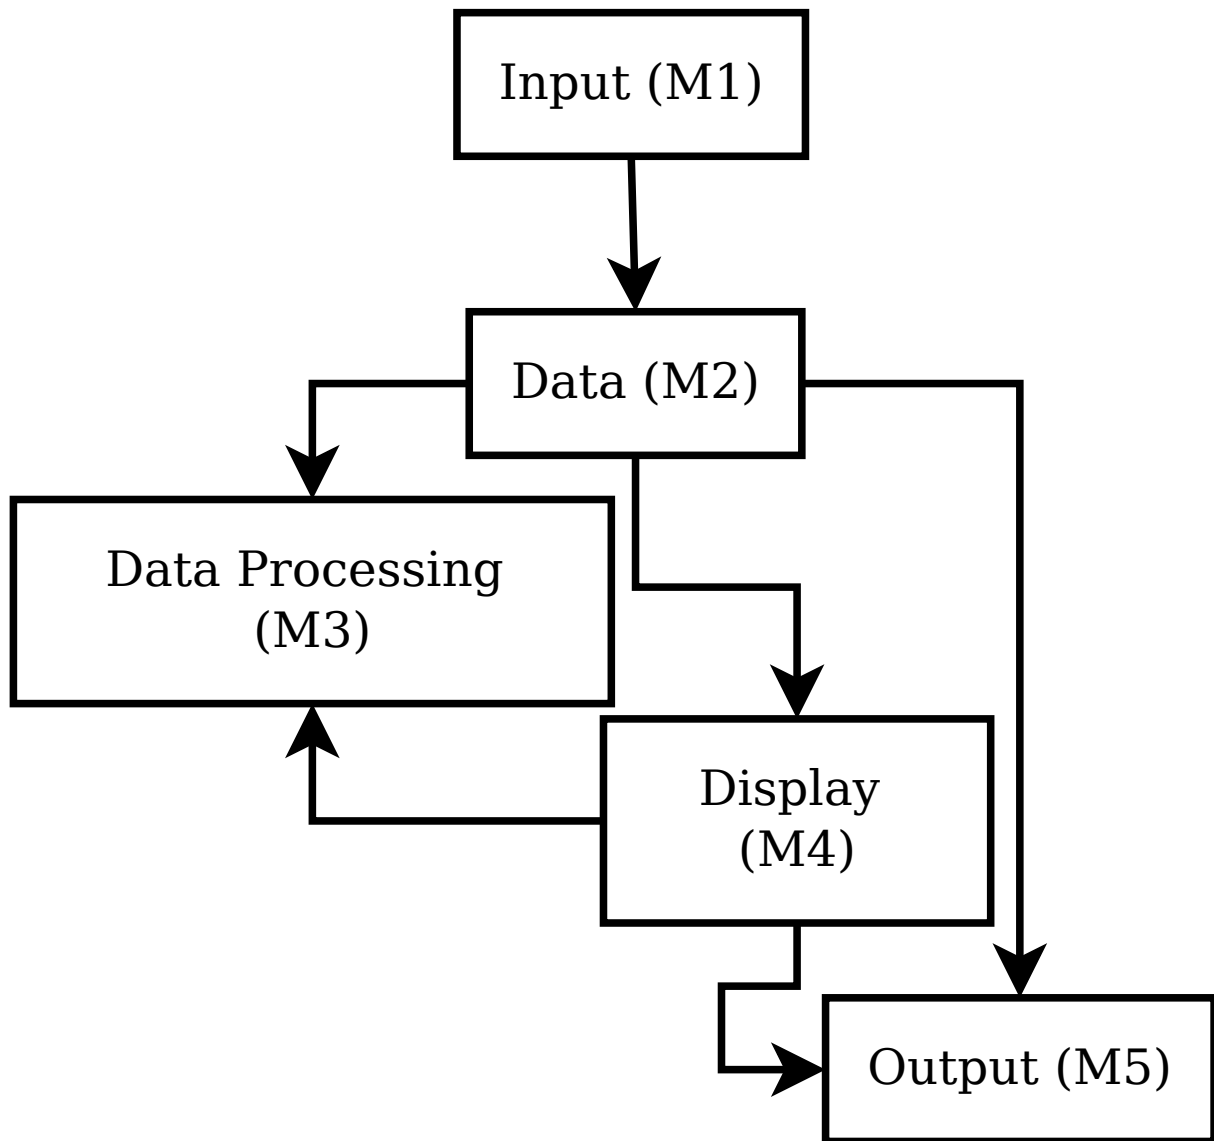 Input (M1)
Data (M2)
Data Processing
(M3)
Display
(M4)
Output (M5)